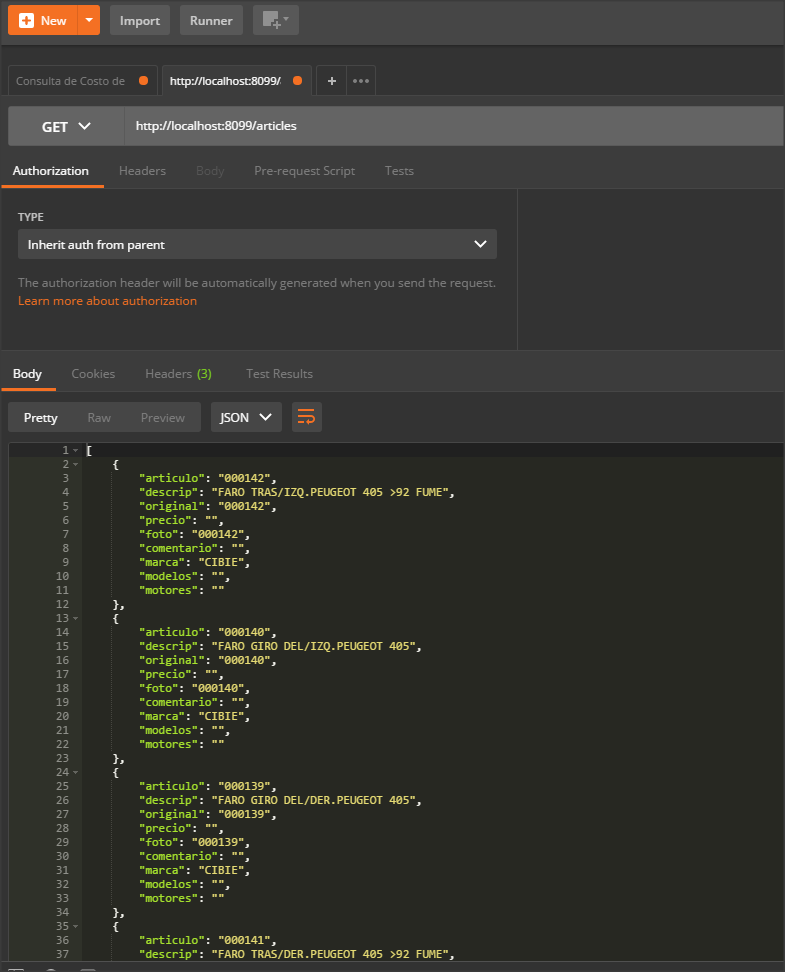 New Import Runner
Consulta de Costo de http://localhost:8099/ + •••
GET http://localhost:8099/articles
Authorization Headers Body Pre-request Script Tests
TYPE
Inherit auth from parent
The authorization header will be automatically generated when you send the request.
Learn more about authorization
Body Cookies Headers (3) Test Results
Pretty Raw Preview JSON
1 [
2 {
3 "articulo": "000142",
4 "descrip": "FARO TRAS/IZQ.PEUGEOT 405 >92 FUME",
5 "original": "000142",
6 "precio": "",
7 "foto": "000142",
8 "comentario": "",
9 "marca": "CIBIE",
10 "modelos": "",
11 "motores": ""
12 },
13 {
14 "articulo": "000140",
15 "descrip": "FARO GIRO DEL/IZQ.PEUGEOT 405",
16 "original": "000140",
17 "precio": "",
18 "foto": "000140",
19 "comentario": "",
20 "marca": "CIBIE",
21 "modelos": "",
22 "motores": ""
23 },
24 {
25 "articulo": "000139",
26 "descrip": "FARO GIRO DEL/DER.PEUGEOT 405",
27 "original": "000139",
28 "precio": "",
29 "foto": "000139",
30 "comentario": "",
31 "marca": "CIBIE",
32 "modelos": "",
33 "motores": ""
34 },
35 {
36 "articulo": "000141",
37 "descrip": "FARO TRAS/DER.PEUGEOT 405 >92 FUME",